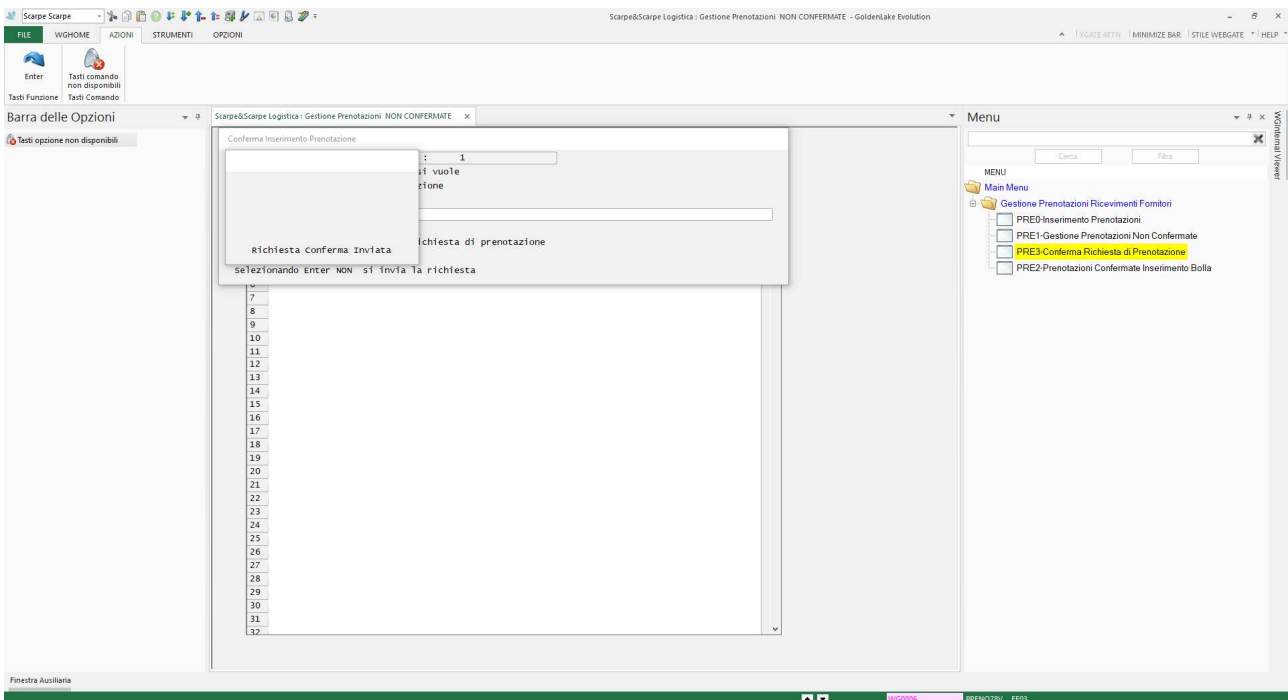 Scarpe Scarpe
Scarpe&Scarpe Logistica : Gestione Prenotazioni NON CONFERMATE - GoldenLake Evolution
FILE WGHOME AZIONI STRUMENTI OPZIONI
XGATE ATTN MINIMIZE BAR STILE WEBGATE HELP
Enter
Tasti comando
non disponibili
Tasti Funzione Tasti Comando
Barra delle Opzioni
Tasti opzione non disponibili
Scarpe&Scarpe Logistica : Gestione Prenotazioni NON CONFERMATE
Conferma Inserimento Prenotazione
: 1
si vuole
zione
ichiesta di prenotazione
Richiesta Conferma Inviata
Selezionando Enter NON si invia la richiesta
7
8
9
10
11
12
13
14
15
16
17
18
19
20
21
22
23
24
25
26
27
28
29
30
31
32
Menu
Cerca Filtra
MENU
Main Menu
Gestione Prenotazioni Ricevimenti Fornitori
PRE0-Inserimento Prenotazioni
PRE1-Gestione Prenotazioni Non Confermate
PRE3-Conferma Richiesta di Prenotazione
PRE2-Prenotazioni Confermate Inserimento Bolla
WGInternal Viewer
Finestra Ausiliaria
WG0006 PRENO78V FF03